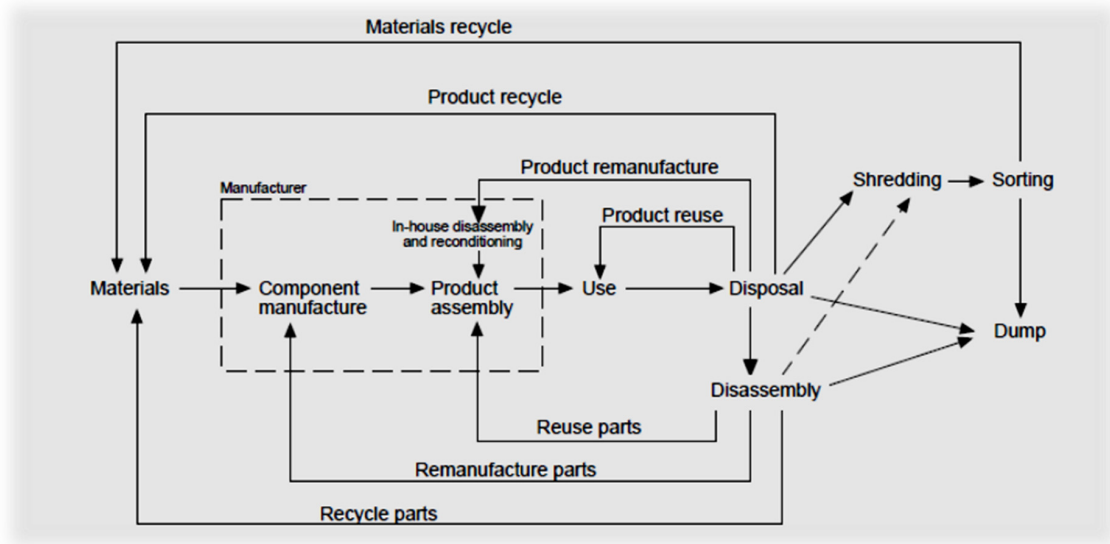 Materials recycle
Product recycle
Product remanufacture
Shredding
Sorting
Manufacturer
Product reuse
In-house disassembly
and reconditioning
Materials
Component
manufacture
Product
assembly
Use
Disposal
Dump
Disassembly
Reuse parts
Remanufacture parts
Recycle parts